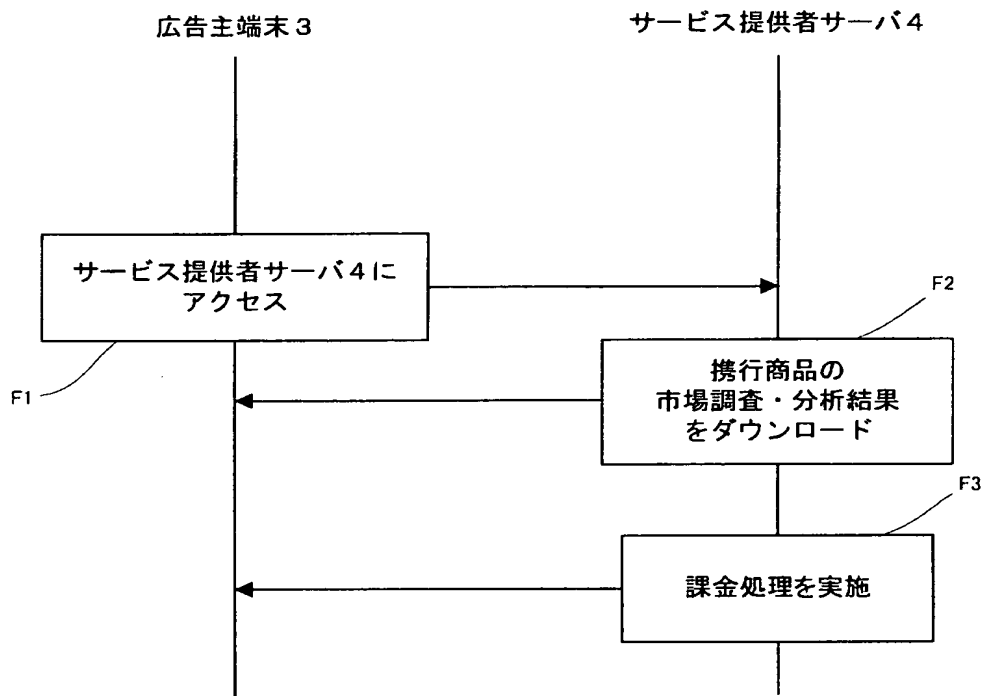 広告主端末3
サービス提供者サーバ4
サービス提供者サーバ4に
アクセス
F1
F2
携行商品の
市場調査・分析結果
をダウンロード
F3
課金処理を実施